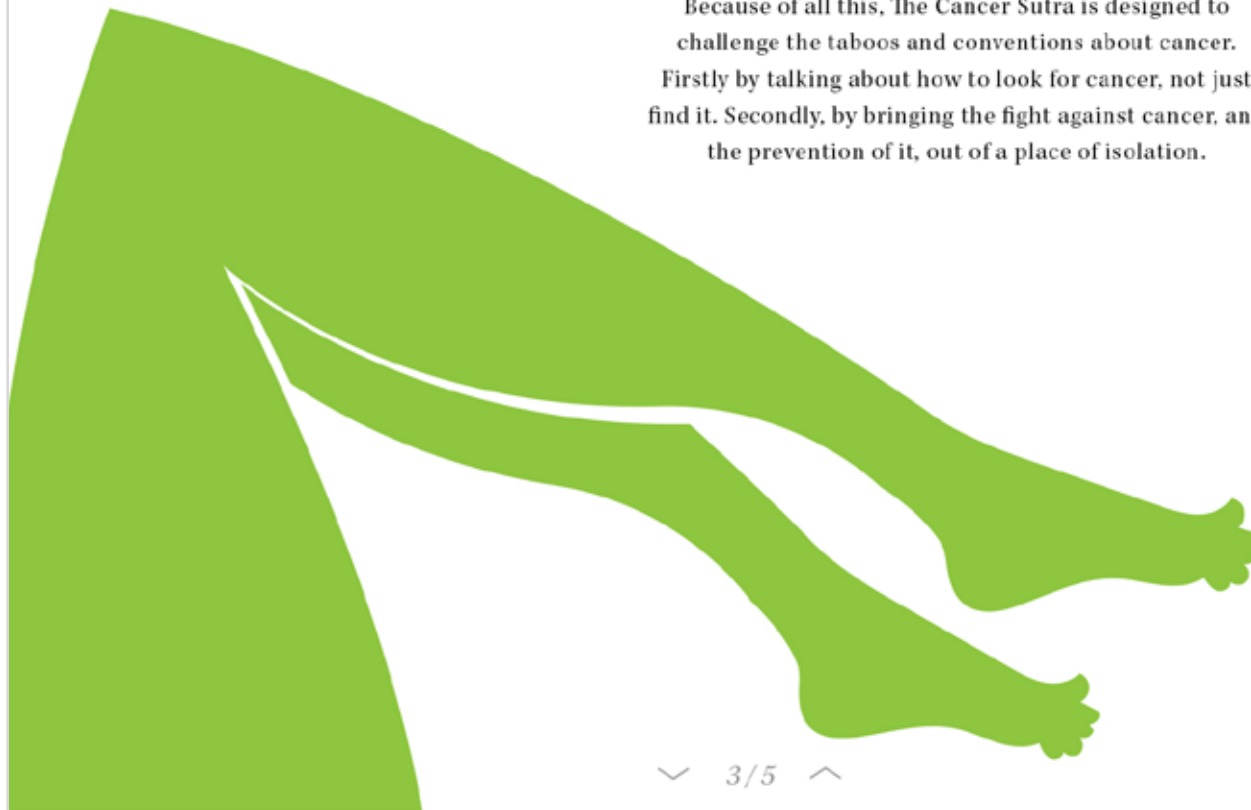 Because of all this, The Cancer Sutra is designed to
challenge the taboos and conventions about cancer.
Firstly by talking about how to look for cancer, not just
find it. Secondly, by bringing the fight against cancer, an
the prevention of it, out of a place of isolation.
3/5